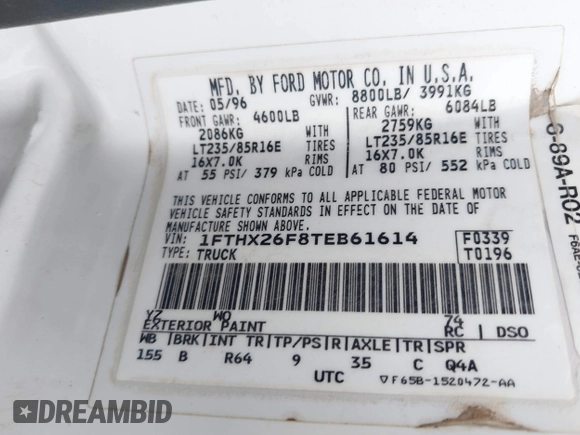 MFD. BY FORD MOTOR CO. IN U.S.A.
DATE: 05/96 GVWR: 8800LB/ 3991KG
FRONT GAWR: 4600LB REAR GAWR: 6084LB
2086KG WITH 2759KG WITH
LT235/85R16E TIRES LT235/85R16E TIRES
16X7.0K RIMS 16X7.0K RIMS
AT 55 PSI/ 379 kPa COLD AT 80 PSI/ 552 kPa COLD
THIS VEHICLE CONFORMS TO ALL APPLICABLE FEDERAL MOTOR
VEHICLE SAFETY STANDARDS IN EFFECT ON THE DATE OF
MANUFACTURE SHOWN ABOVE.
VIN: 1FTHX26F8TEB61614 F0339
TYPE: TRUCK T0196
YZ WO 74
EXTERIOR PAINT RC DSO
WB BRK INT TR TP/PS R AXLE TR SPR
155 B R64 9 35 C Q4A
UTC ▽F65B-1520472-AA
6-89A-R02
DREAMBID